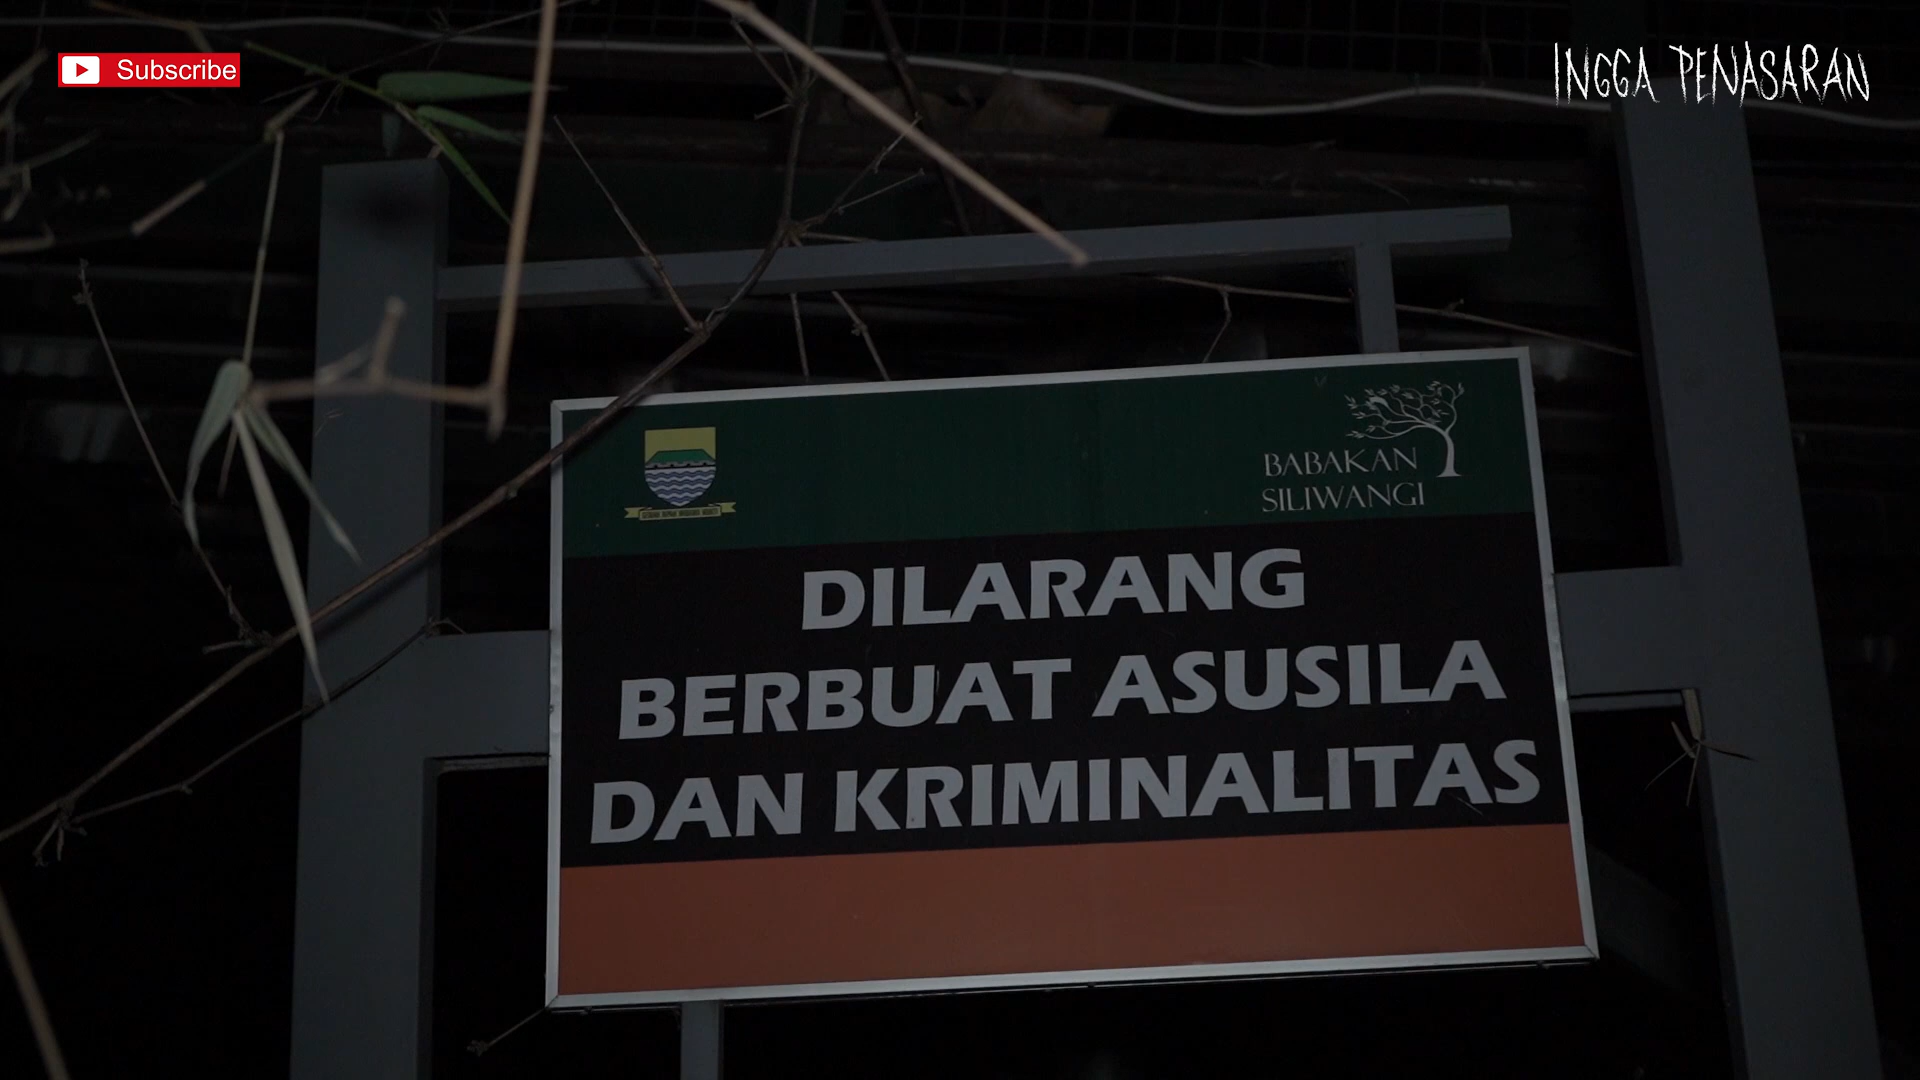 Subscribe
INGGA PENASARAN
BABAKAN
SILIWANGI
DILARANG
BERBUAT ASUSILA
DAN KRIMINALITAS